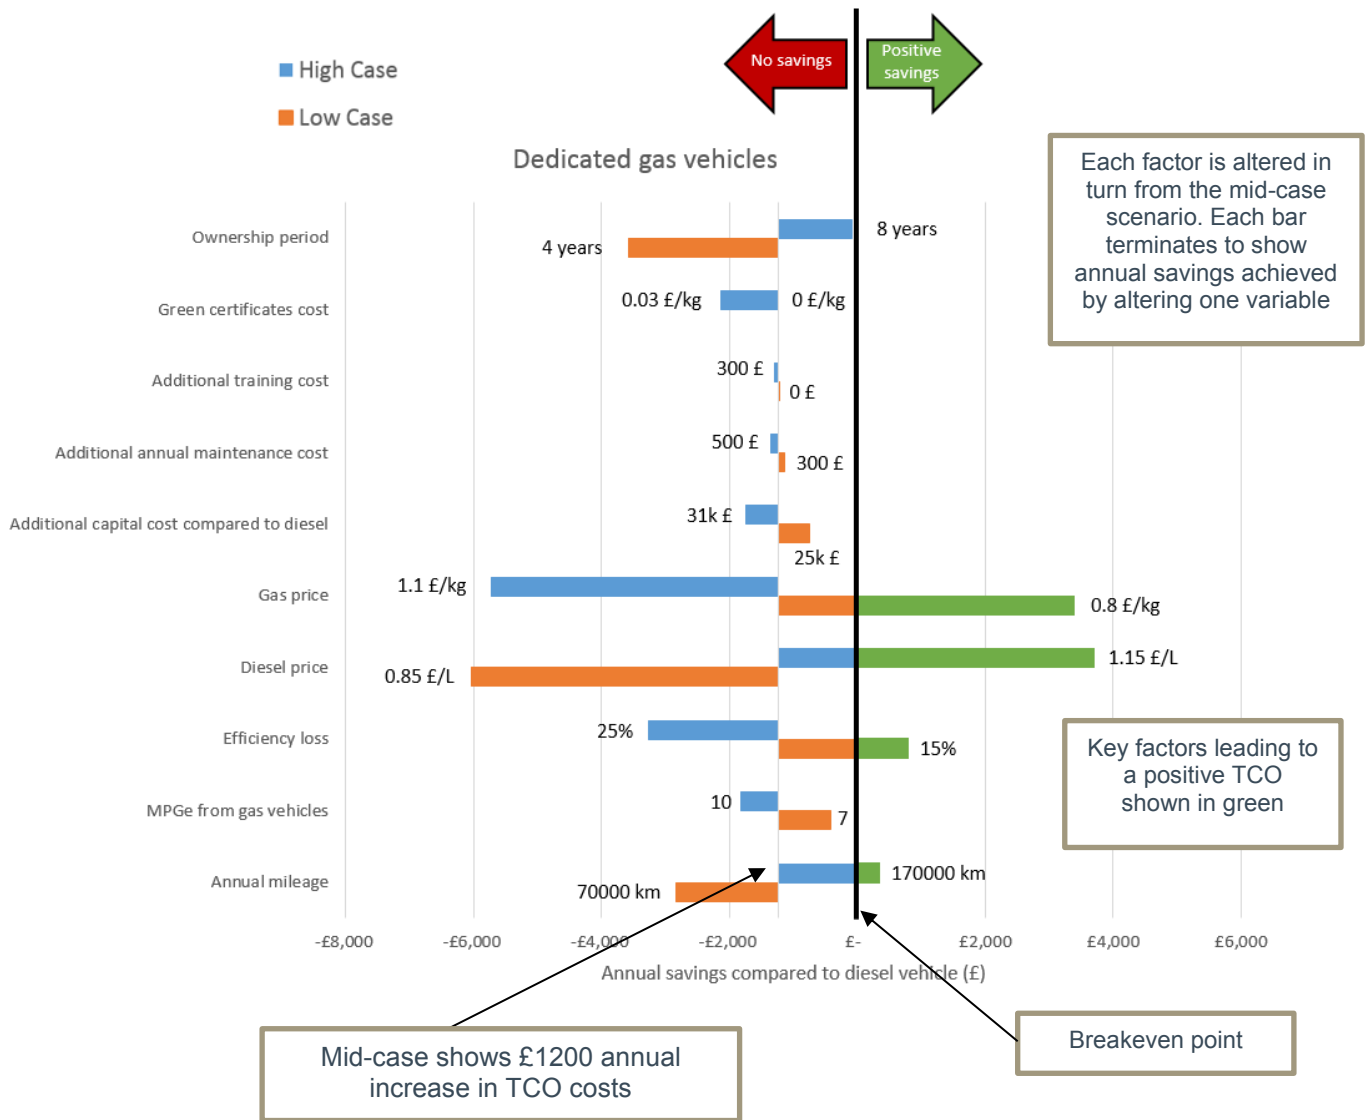 No savings
Positive
savings
High Case
Low Case
Dedicated gas vehicles
Each factor is altered in
turn from the mid-case
scenario. Each bar
terminates to show
annual savings achieved
by altering one variable
Ownership period
4 years
8 years
Green certificates cost
0.03 £/kg
0 £/kg
Additional training cost
300 £
0 £
Additional annual maintenance cost
500 £
300 £
Additional capital cost compared to diesel
31k £
25k £
Gas price
1.1 £/kg
0.8 £/kg
Diesel price
0.85 £/L
1.15 £/L
Efficiency loss
25%
15%
Key factors leading to
a positive TCO
shown in green
MPGe from gas vehicles
10
7
Annual mileage
70000 km
170000 km
-£8,000 -£6,000 -£4,000 -£2,000 £- £2,000 £4,000 £6,000
Annual savings compared to diesel vehicle (£)
Mid-case shows £1200 annual
increase in TCO costs
Breakeven point